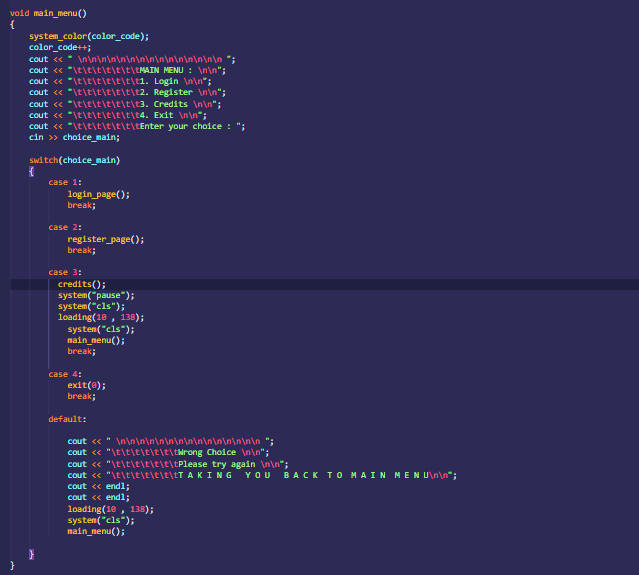 void main_menu()
{
system_color(color_code);
color_code++;
cout << " \n\n\n\n\n\n\n\n\n\n\n\n\n\n\n ";
cout << "\t\t\t\t\t\t\tMAIN MENU : \n\n";
cout << "\t\t\t\t\t\t\t1. Login \n\n";
cout << "\t\t\t\t\t\t\t2. Register \n\n";
cout << "\t\t\t\t\t\t\t3. Credits \n\n";
cout << "\t\t\t\t\t\t\t4. Exit \n\n";
cout << "\t\t\t\t\t\t\tEnter your choice : ";
cin >> choice_main;
switch(choice_main)
{
case 1:
login_page();
break;
case 2:
register_page();
break;
case 3:
credits();
system("pause");
system("cls");
loading(10 , 138);
system("cls");
main_menu();
break;
case 4:
exit(0);
break;
default:
cout << " \n\n\n\n\n\n\n\n\n\n\n\n\n\n\n ";
cout << "\t\t\t\t\t\t\tWrong Choice \n\n";
cout << "\t\t\t\t\t\t\tPlease try again \n\n";
cout << "\t\t\t\t\t\t\tT A K I N G   Y O U   B A C K  T O  M A I N  M E N U\n\n";
cout << endl;
cout << endl;
loading(10 , 138);
system("cls");
main_menu();
}
}